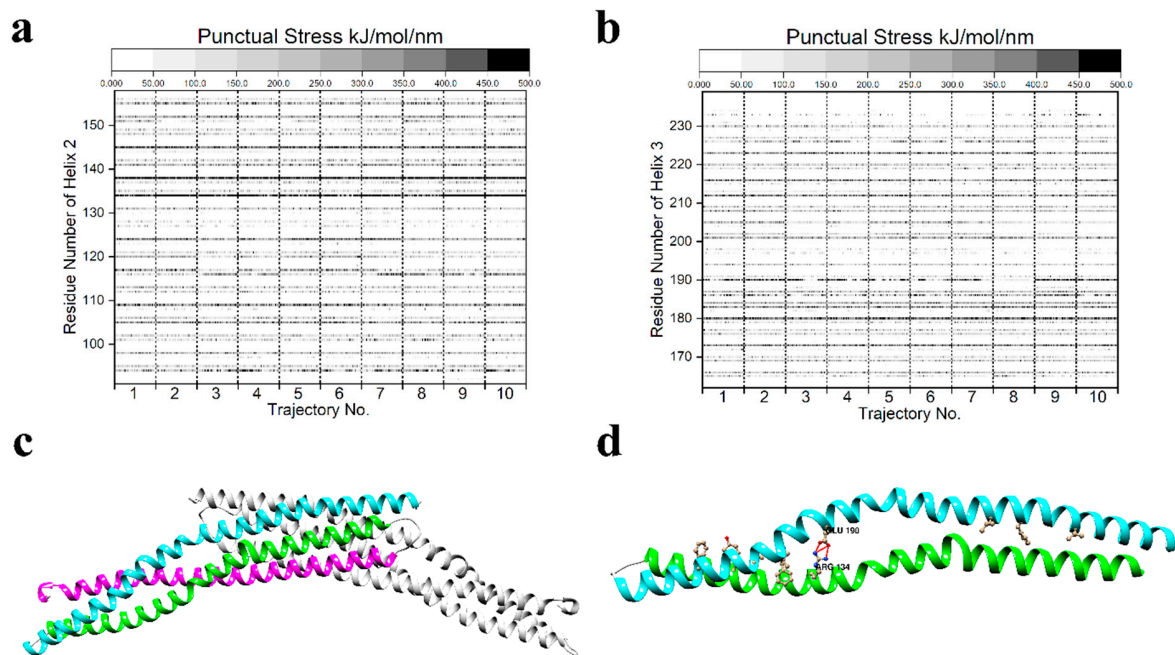 a
Punctual Stress kJ/mol/nm
0.000 50.00 100.0 150.0 200.0 250.0 300.0 350.0 400.0 450.0 500.0
Residue Number of Helix 2
150
140
130
120
110
100
1 2 3 4 5 6 7 8 9 10
Trajectory No.
b
Punctual Stress kJ/mol/nm
0.000 50.00 100.0 150.0 200.0 250.0 300.0 350.0 400.0 450.0 500.0
Residue Number of Helix 3
230
220
210
200
190
180
170
1 2 3 4 5 6 7 8 9 10
Trajectory No.
c
d
GLU 190
ARG 134